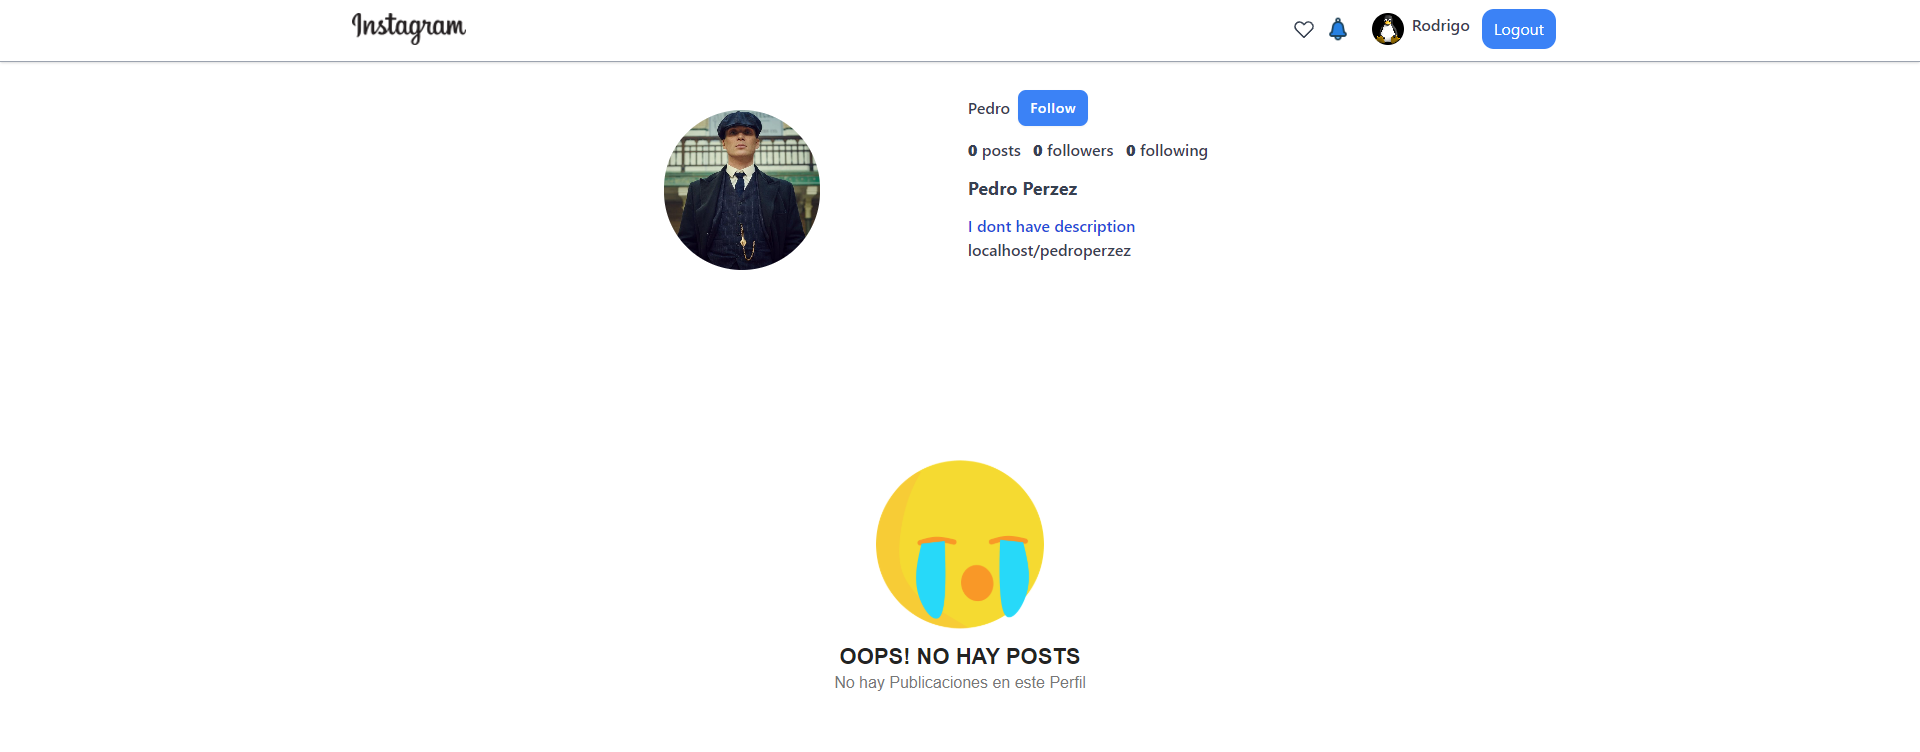 Instagram
Rodrigo
Logout
Pedro Follow
0 posts 0 followers 0 following
Pedro Perzez
I dont have description
localhost/pedroperzez
OOPS! NO HAY POSTS
No hay Publicaciones en este Perfil